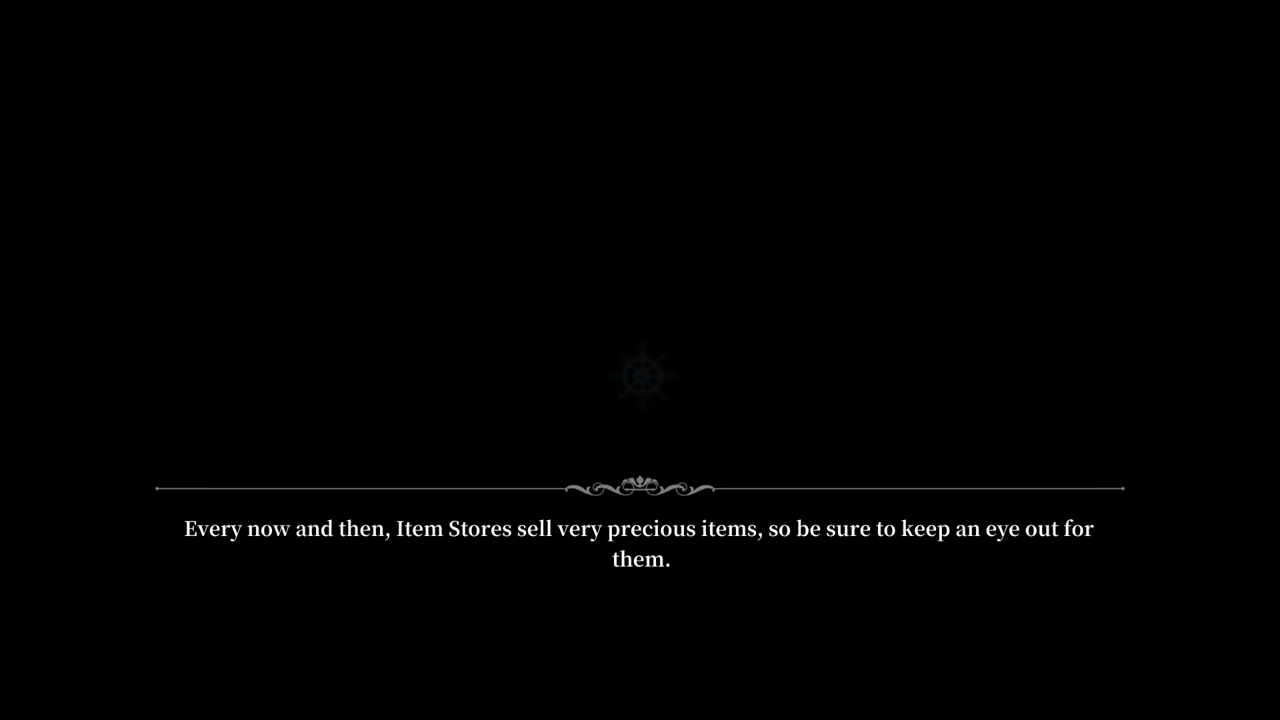 Every now and then, Item Stores sell very precious items, so be sure to keep an eye out for
them.